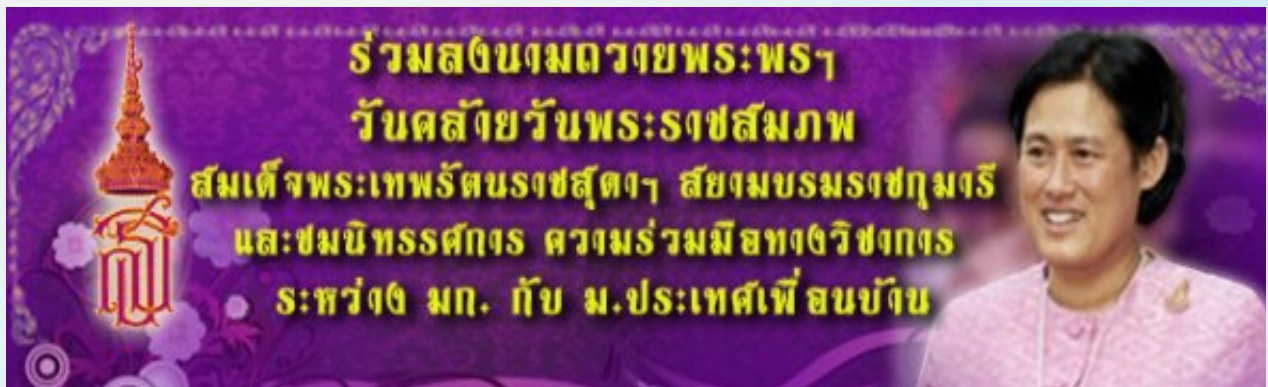 ร่วมลงนามถวายพระพรฯ
วันคล้ายวันพระราชสมภพ
สมเด็จพระเทพรัตนราชสุดาฯ สยามบรมราชกุมารี
และชมนิทรรศการ ความร่วมมือทางวิชาการ
ระหว่าง มก. กับ ม.ประเทศเพื่อนบ้าน